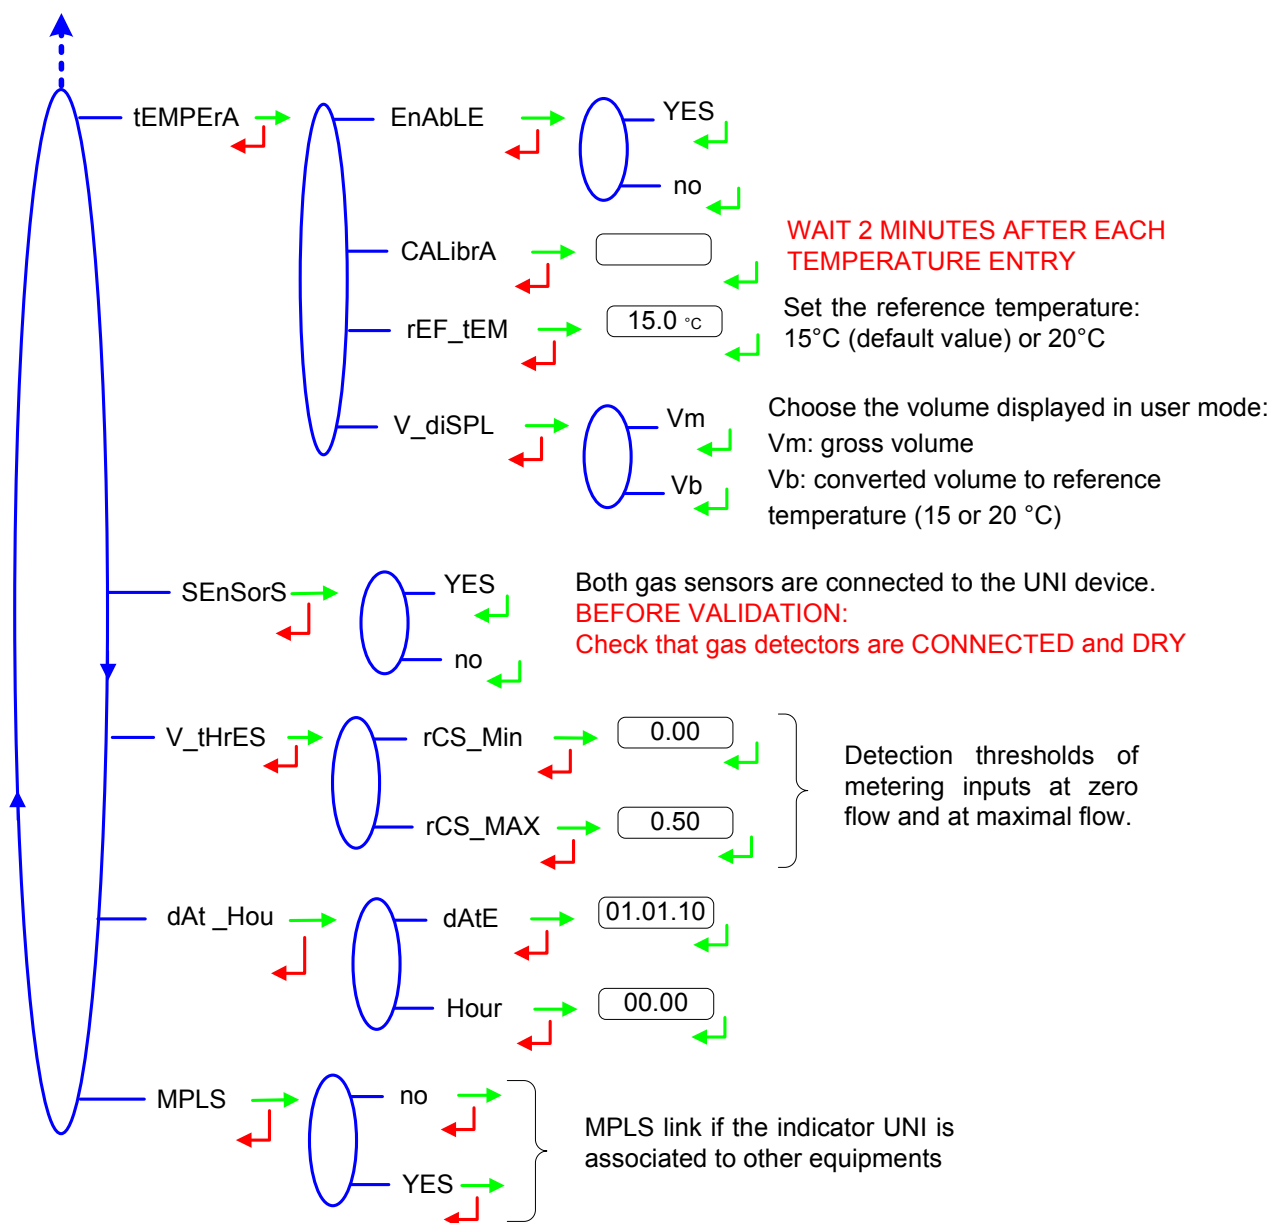 tEMPErA
EnAbLE
YES
no
CALibrA
WAIT 2 MINUTES AFTER EACH
TEMPERATURE ENTRY
rEF_tEM
15.0 °C
Set the reference temperature:
15°C (default value) or 20°C
V_diSPL
Vm
Vb
Choose the volume displayed in user mode:
Vm: gross volume
Vb: converted volume to reference
temperature (15 or 20 °C)
SEnSorS
YES
no
Both gas sensors are connected to the UNI device.
BEFORE VALIDATION:
Check that gas detectors are CONNECTED and DRY
V_tHrES
rCS_Min
0.00
rCS_MAX
0.50
Detection thresholds of
metering inputs at zero
flow and at maximal flow.
dAt _Hou
dAtE
01.01.10
Hour
00.00
MPLS
no
YES
MPLS link if the indicator UNI is
associated to other equipments